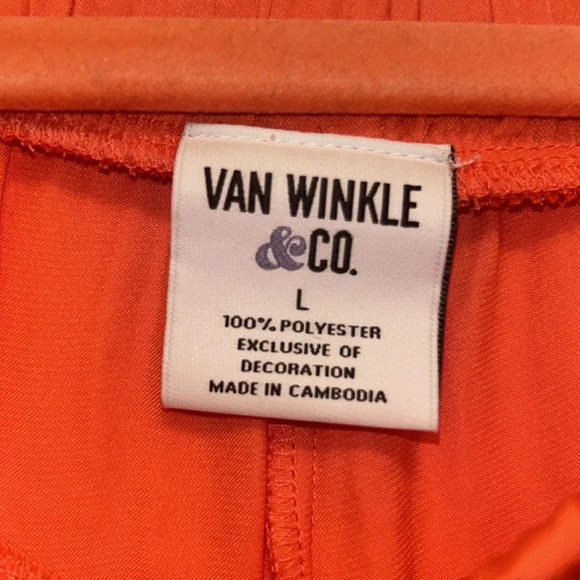 VAN WINKLE
&CO.
L
100% POLYESTER
EXCLUSIVE OF
DECORATION
MADE IN CAMBODIA